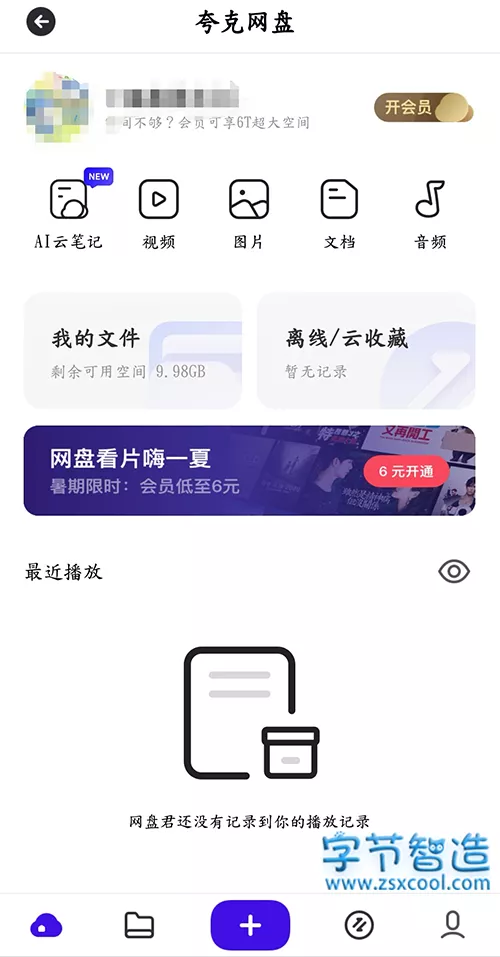 夸克网盘
间不够？会员可享6T超大空间
开会员
NEW
AI云笔记
视频
图片
文档
音频
我的文件
剩余可用空间 9.98GB
离线/云收藏
暂无记录
网盘看片嗨一夏
暑期限时：会员低至6元
又再開工
6 元开通
最近播放
网盘君还没有记录到你的播放记录
字节智造
www.zsxcool.com